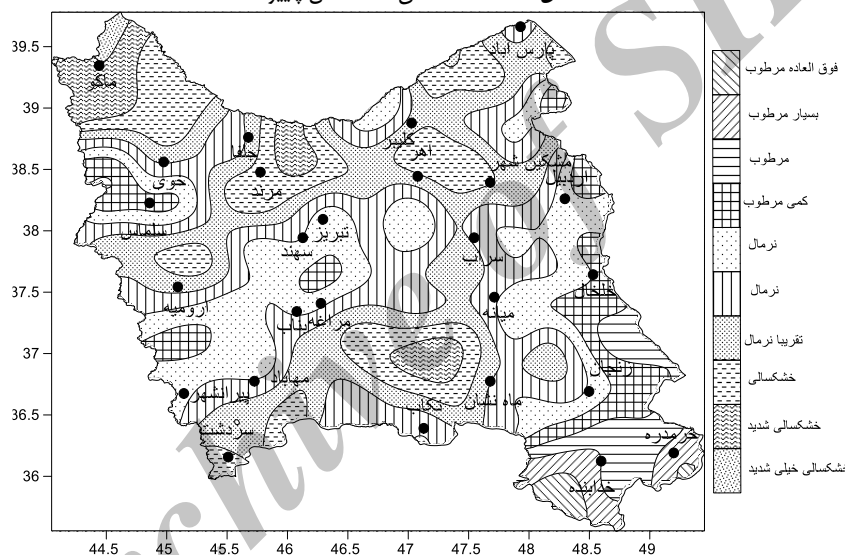 39.5
39
38.5
38
37.5
37
36.5
36
44.5 45 45.5 46 46.5 47 47.5 48 48.5 49
پارس آباد
ماکو
کلیبر
جلفا
اهر
مشکین شهر
خوی
مرند
اردبیل
سلماس
تبریز
سهند
سراب
خلخال
ارومیه
میانه
بناب
مراغه
زنجان
مهاباد
پیرانشهر
ماه نشان
تکاب
سردشت
خرمدره
خدابنده
فوق العاده مرطوب
بسیار مرطوب
مرطوب
کمی مرطوب
نرمال
نرمال
تقریبا نرمال
خشکسالی
خشکسالی شدید
خشکسالی خیلی شدید